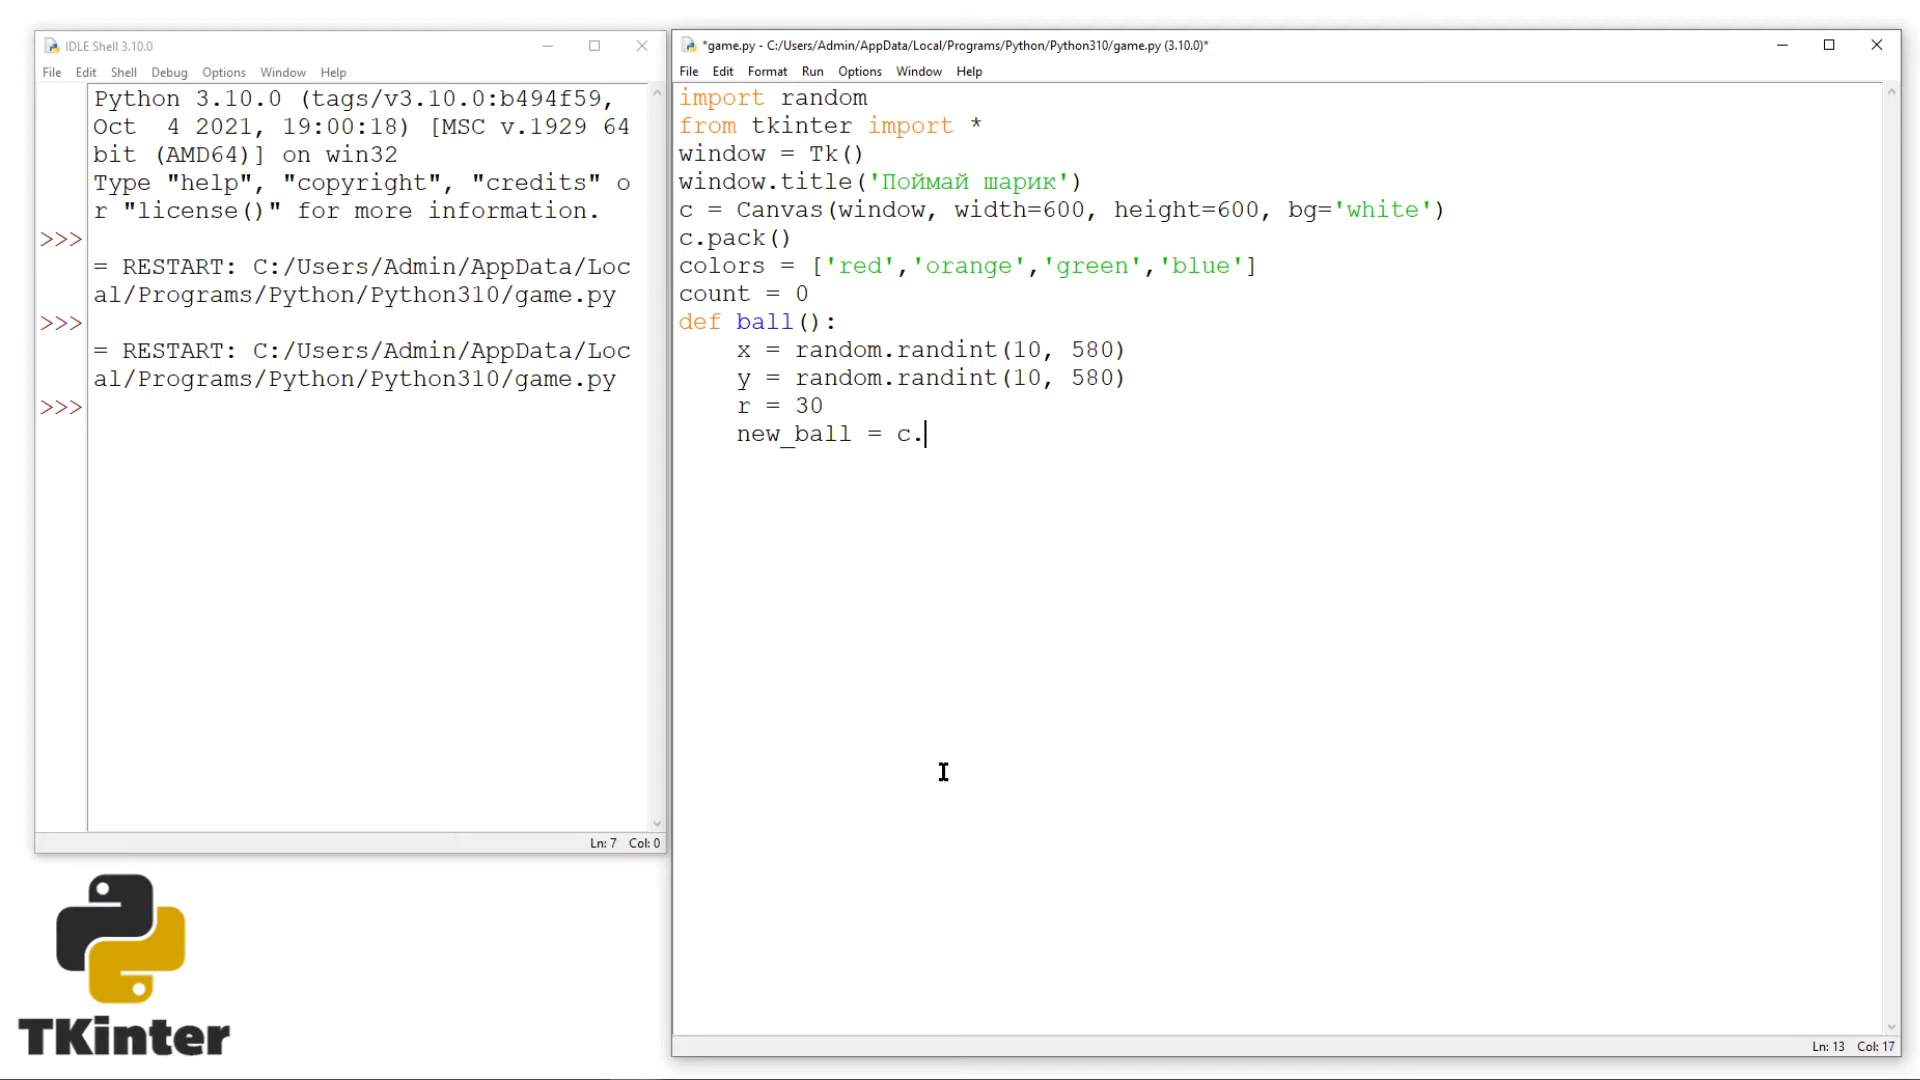 IDLE Shell 3.10.0
File Edit Shell Debug Options Window Help
Python 3.10.0 (tags/v3.10.0:b494f59,
Oct  4 2021, 19:00:18) [MSC v.1929 64
bit (AMD64)] on win32
Type "help", "copyright", "credits" o
r "license()" for more information.
>>>
= RESTART: C:/Users/Admin/AppData/Loc
al/Programs/Python/Python310/game.py
>>>
= RESTART: C:/Users/Admin/AppData/Loc
al/Programs/Python/Python310/game.py
>>>
Ln: 7 Col: 0
TKinter
*game.py - C:/Users/Admin/AppData/Local/Programs/Python/Python310/game.py (3.10.0)*
File Edit Format Run Options Window Help
import random
from tkinter import *
window = Tk()
window.title('Поймай шарик')
c = Canvas(window, width=600, height=600, bg='white')
c.pack()
colors = ['red','orange','green','blue']
count = 0
def ball():
    x = random.randint(10, 580)
    y = random.randint(10, 580)
    r = 30
    new_ball = c.
Ln: 13 Col: 17